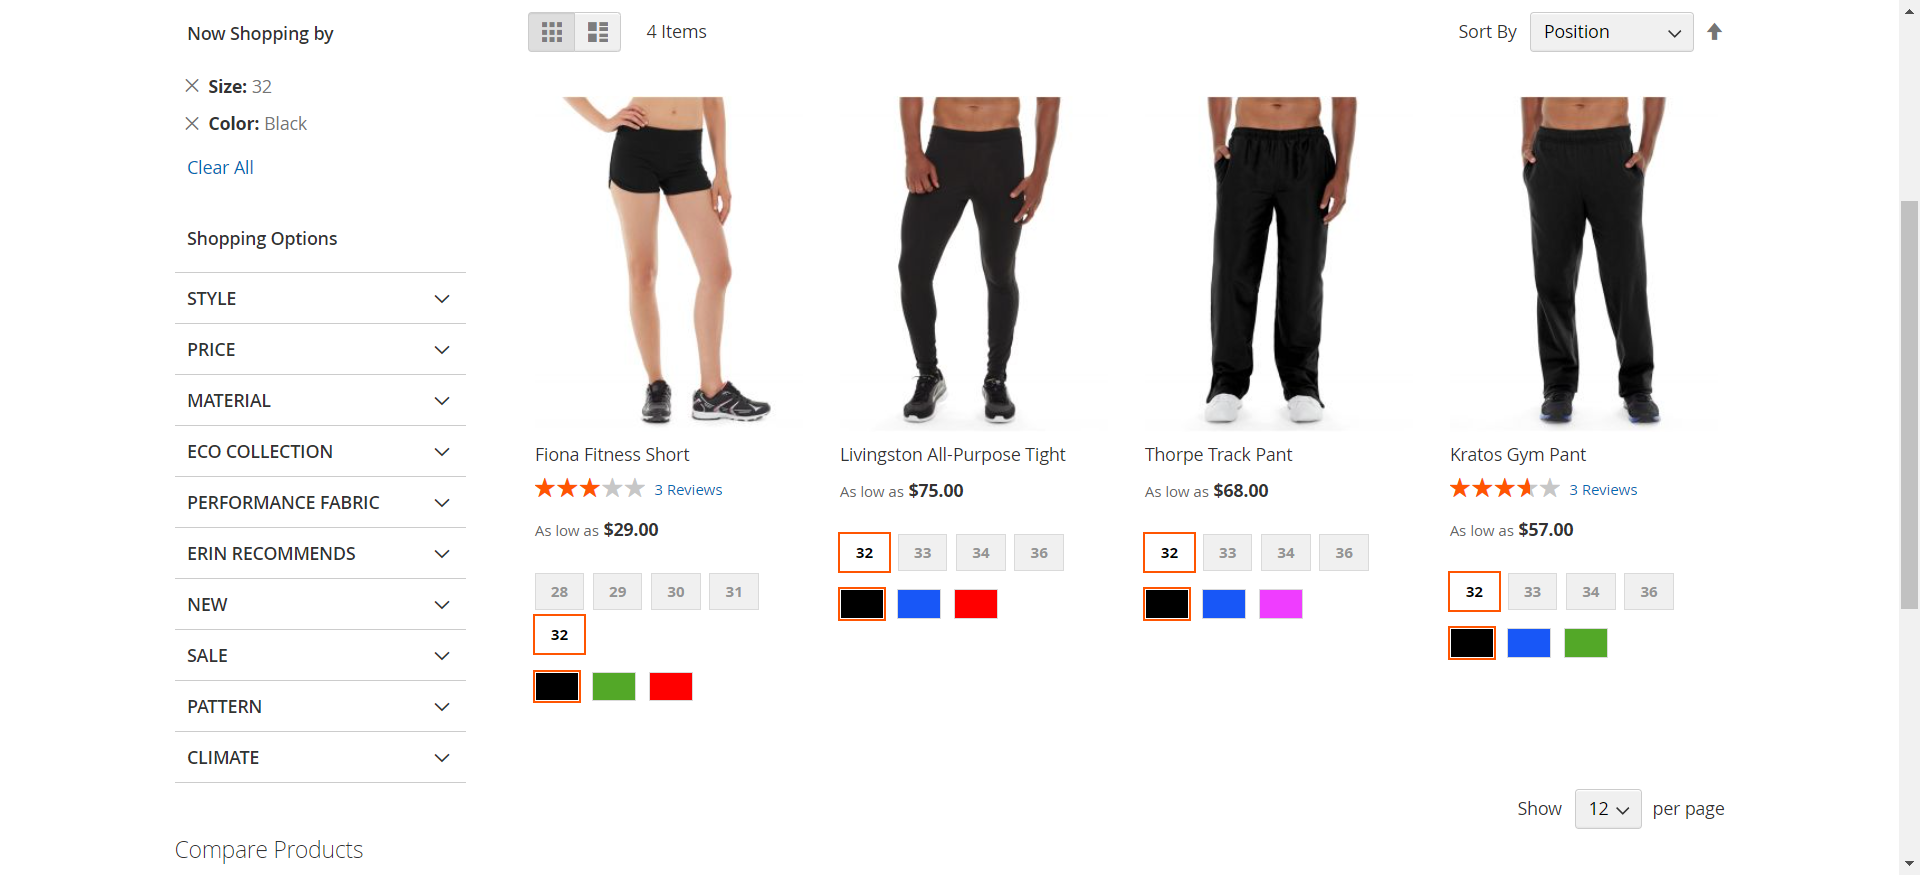 Now Shopping by
Size: 32
Color: Black
Clear All
Shopping Options
STYLE
PRICE
MATERIAL
ECO COLLECTION
PERFORMANCE FABRIC
ERIN RECOMMENDS
NEW
SALE
PATTERN
CLIMATE
Compare Products
4 Items
Sort By Position
Fiona Fitness Short
3 Reviews
As low as $29.00
28 29 30 31
32
Livingston All-Purpose Tight
As low as $75.00
32 33 34 36
Thorpe Track Pant
As low as $68.00
32 33 34 36
Kratos Gym Pant
3 Reviews
As low as $57.00
32 33 34 36
Show 12 per page